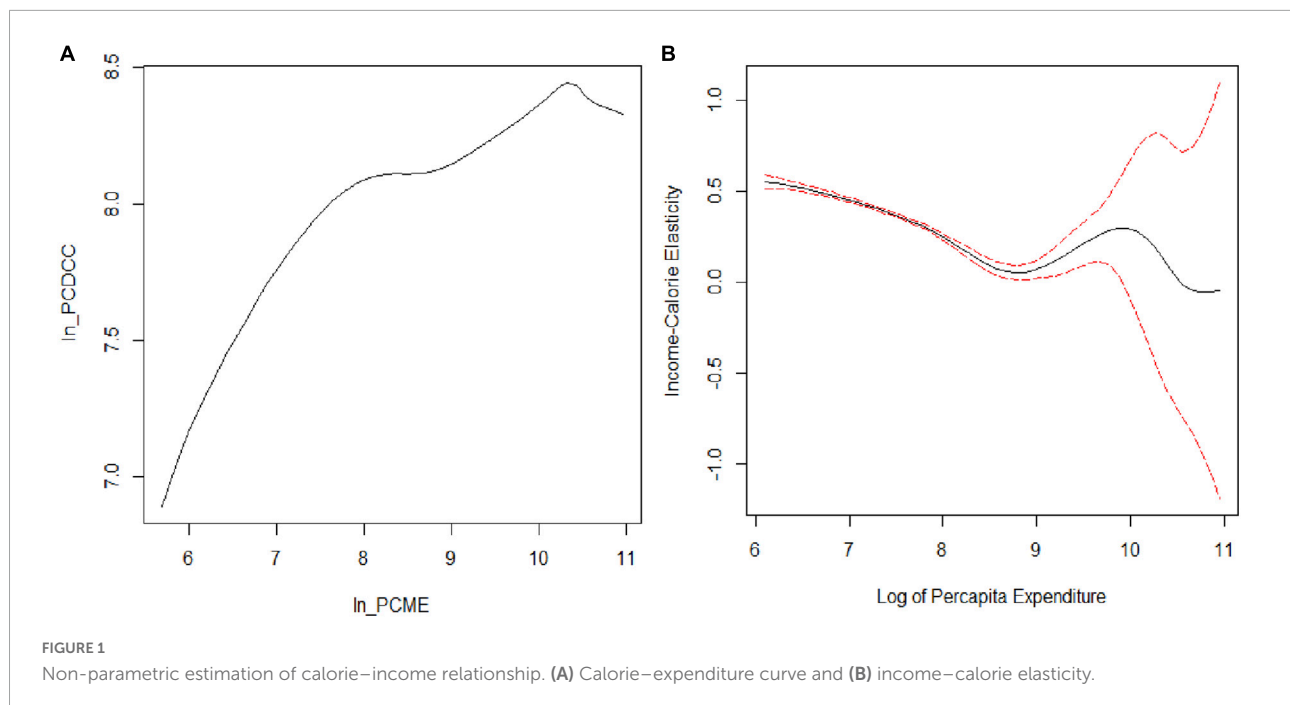 A
8.5
8.0
7.5
7.0
ln_PCDCC
6 7 8 9 10 11
ln_PCME
B
1.0
0.5
0.0
-0.5
-1.0
Income-Calorie Elasticity
6 7 8 9 10 11
Log of Percapita Expenditure
FIGURE 1
Non-parametric estimation of calorie–income relationship. (A) Calorie–expenditure curve and (B) income–calorie elasticity.